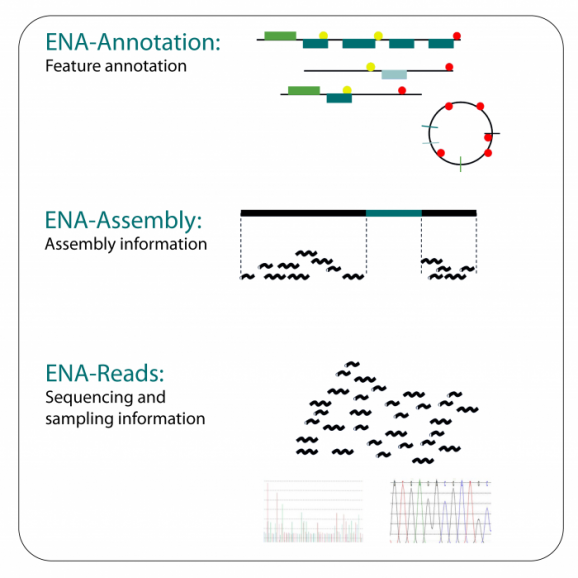 ENA-Annotation:
Feature annotation
ENA-Assembly:
Assembly information
ENA-Reads:
Sequencing and
sampling information